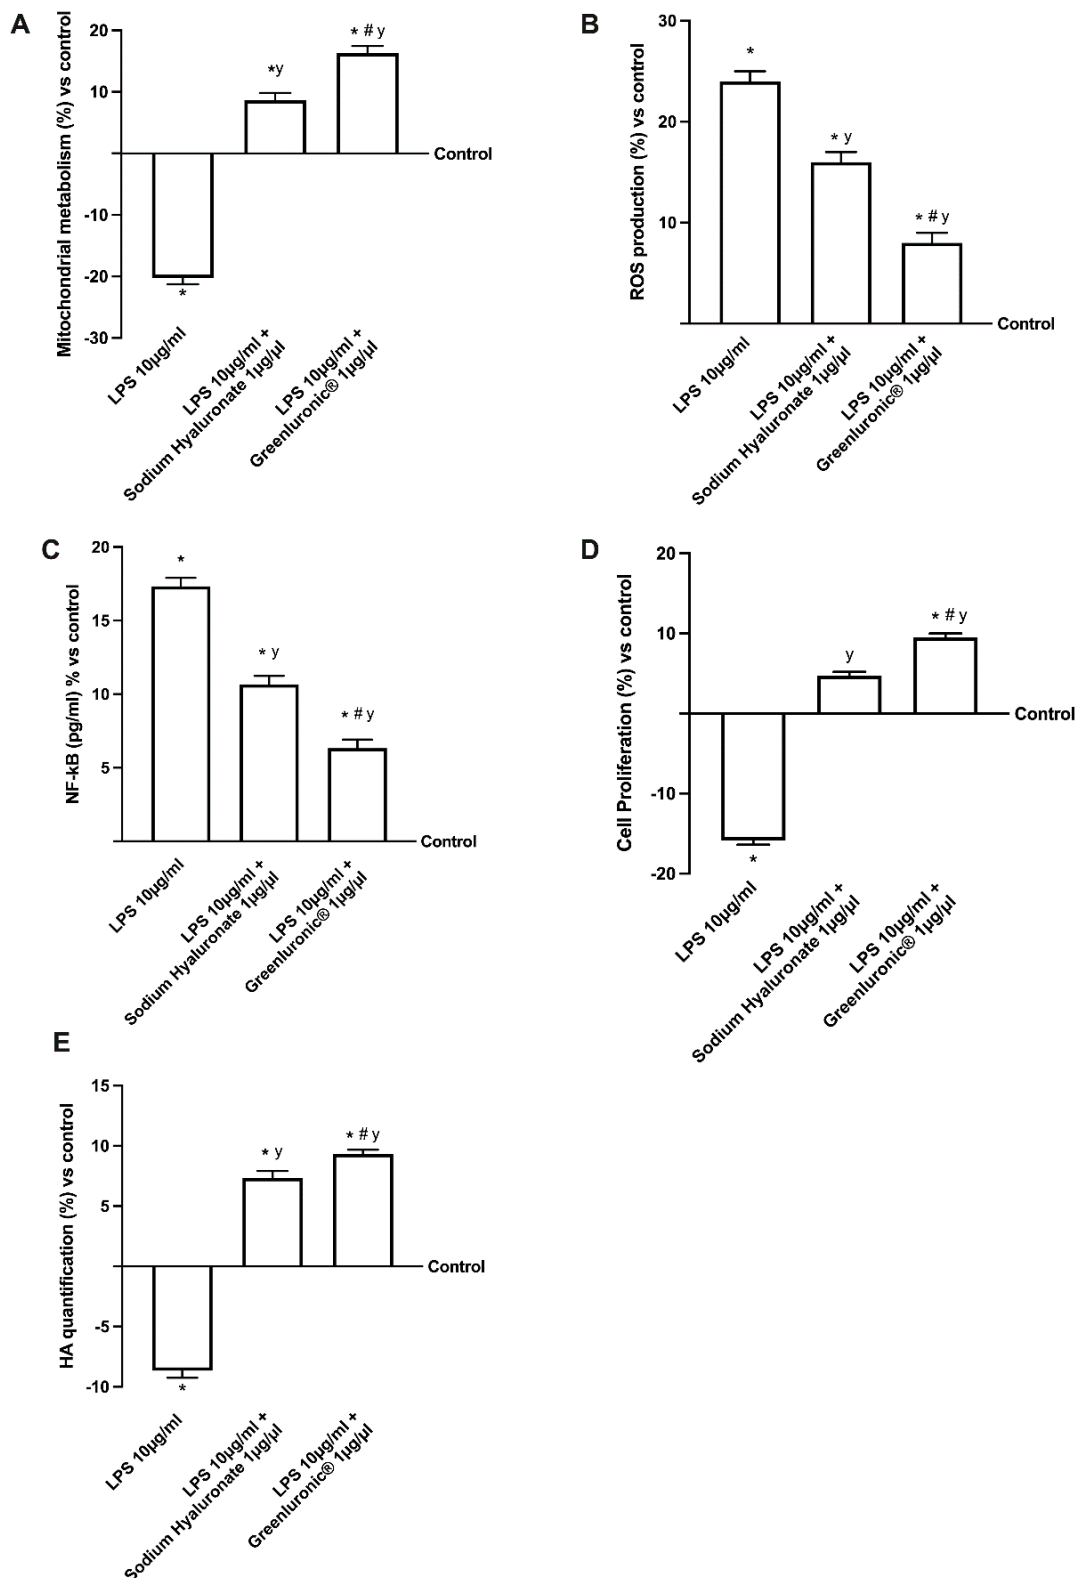 A
Mitochondrial metabolism (%) vs control
20
10
-10
-20
-30
*
*y
* # y
Control
LPS 10µg/ml
LPS 10µg/ml +
Sodium Hyaluronate 1µg/µl
LPS 10µg/ml +
Greenluronic® 1µg/µl
B
ROS production (%) vs control
30
20
10
*
* y
* # y
Control
LPS 10µg/ml
LPS 10µg/ml +
Sodium Hyaluronate 1µg/µl
LPS 10µg/ml +
Greenluronic® 1µg/µl
C
NF-kB (pg/ml) % vs control
20
15
10
5
*
* y
* # y
Control
LPS 10µg/ml
LPS 10µg/ml +
Sodium Hyaluronate 1µg/µl
LPS 10µg/ml +
Greenluronic® 1µg/µl
D
Cell Proliferation (%) vs control
20
10
-10
-20
*
y
* # y
Control
LPS 10µg/ml
LPS 10µg/ml +
Sodium Hyaluronate 1µg/µl
LPS 10µg/ml +
Greenluronic® 1µg/µl
E
HA quantification (%) vs control
15
10
5
-5
-10
*
* y
* # y
Control
LPS 10µg/ml
LPS 10µg/ml +
Sodium Hyaluronate 1µg/µl
LPS 10µg/ml +
Greenluronic® 1µg/µl